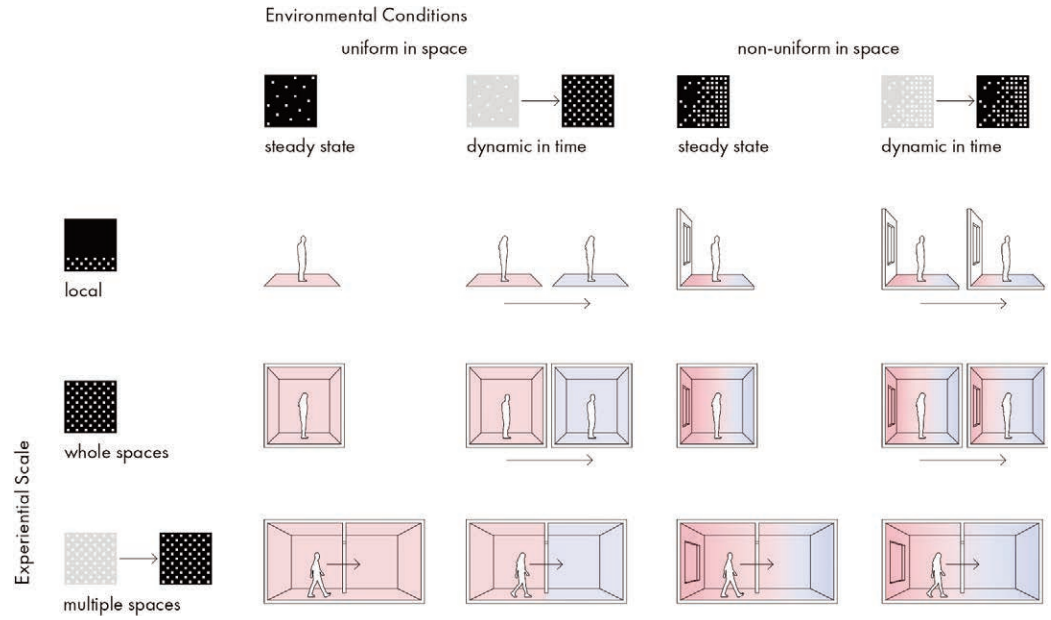 Environmental Conditions
uniform in space
non-uniform in space
steady state
dynamic in time
steady state
dynamic in time
Experiential Scale
local
whole spaces
multiple spaces